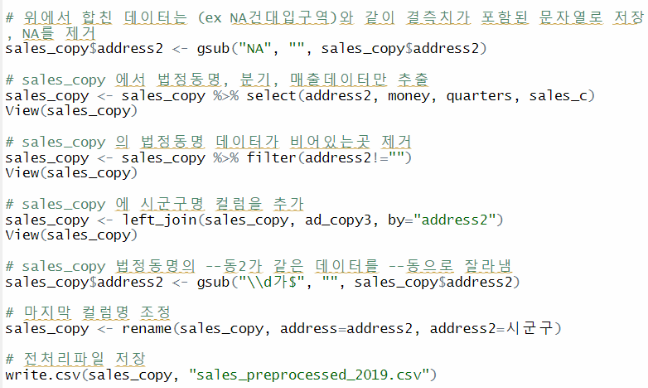 # 위에서 합친 데이터는 (ex NA건대입구역)와 같이 결측치가 포함된 문자열로 저장
, NA를 제거
sales_copy$address2 <- gsub("NA", "", sales_copy$address2)
# sales_copy 에서 법정동명, 분기, 매출데이터만 추출
sales_copy <- sales_copy %>% select(address2, money, quarters, sales_c)
View(sales_copy)
# sales_copy 의 법정동명 데이터가 비어있는곳 제거
sales_copy <- sales_copy %>% filter(address2!="")
View(sales_copy)
# sales_copy 에 시군구명 컬럼을 추가
sales_copy <- left_join(sales_copy, ad_copy3, by="address2")
View(sales_copy)
# sales_copy 법정동명의 --동2가 같은 데이터를 --동으로 잘라냄
sales_copy$address2 <- gsub("\\d가$", "", sales_copy$address2)
# 마지막 컬럼명 조정
sales_copy <- rename(sales_copy, address=address2, address2=시군구)
# 전처리파일 저장
write.csv(sales_copy, "sales_preprocessed_2019.csv")